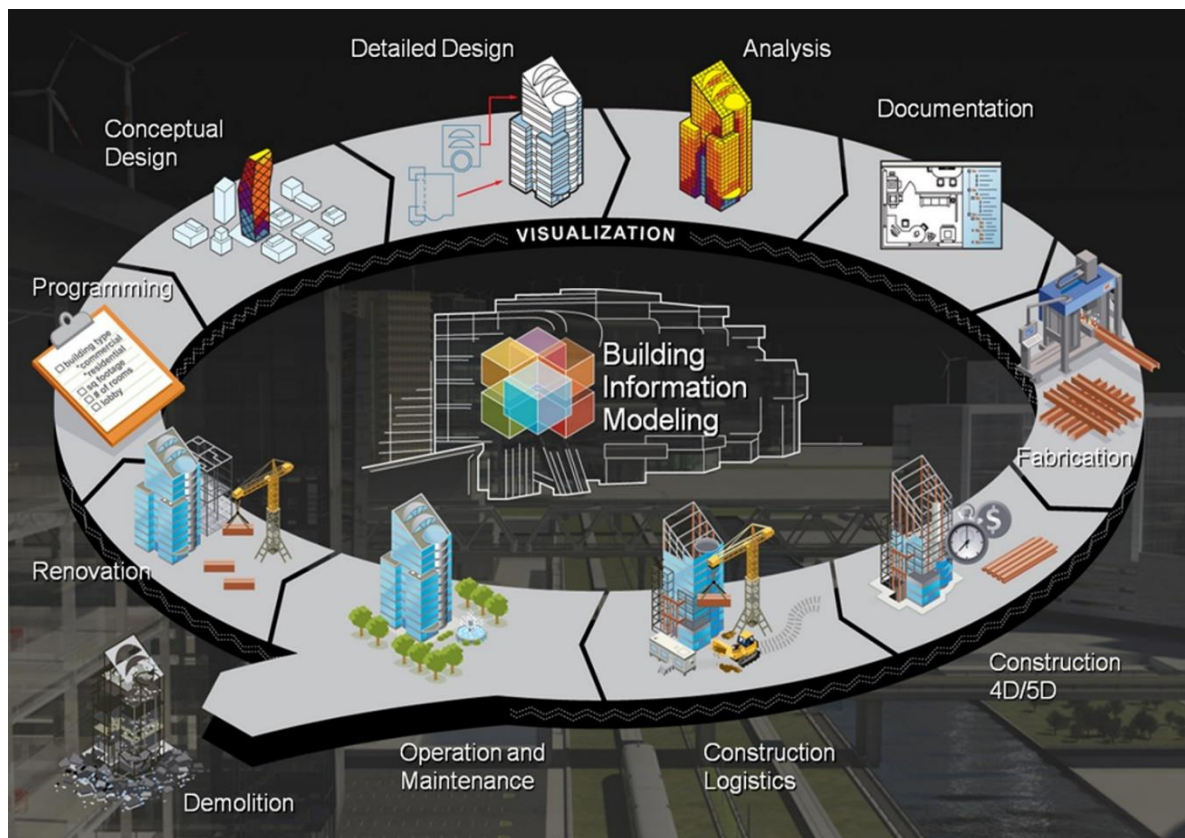 Detailed Design
Analysis
Documentation
Conceptual
Design
VISUALIZATION
Programming
building type
*commercial
*residential
sq footage
# of rooms
lobby
Building
Information
Modeling
Fabrication
$
Renovation
Construction
4D/5D
Operation and
Maintenance
Construction
Logistics
Demolition